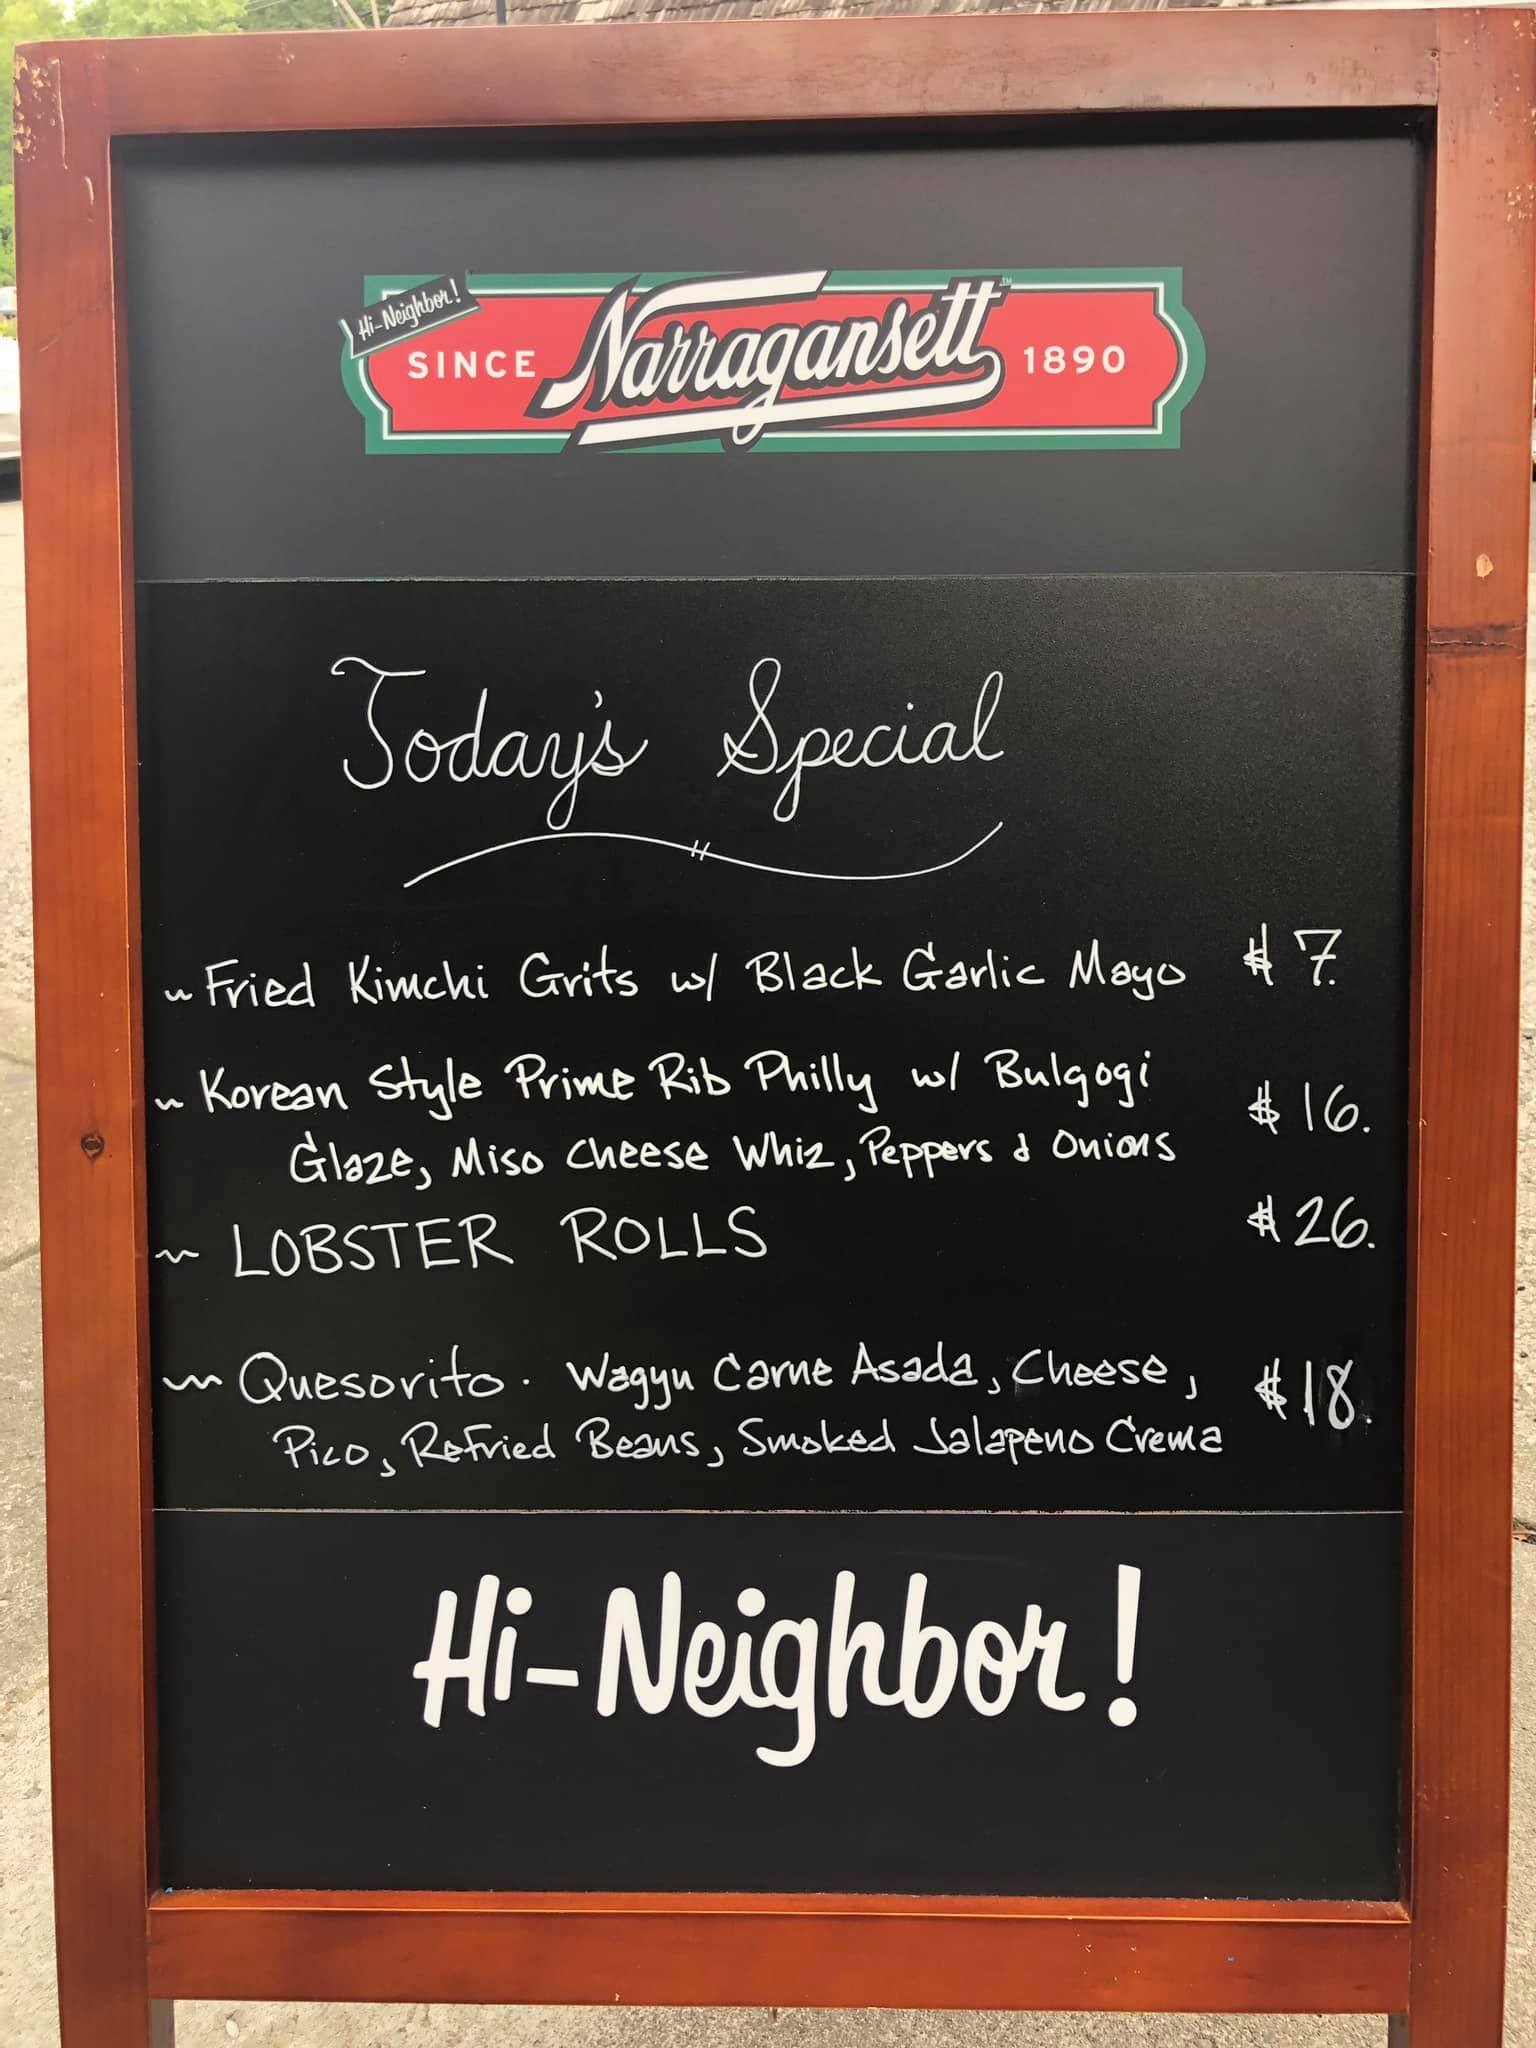 Hi-Neighbor!
SINCE Narragansett™ 1890
Today's Special
~ Fried Kimchi Grits w/ Black Garlic Mayo $7.
~ Korean Style Prime Rib Philly w/ Bulgogi
Glaze, Miso Cheese Whiz, Peppers & Onions $16.
~ LOBSTER ROLLS $26.
~ Quesorito. Wagyu Carne Asada, Cheese, $18.
Pico, Refried Beans, Smoked Jalapeno Crema
Hi-Neighbor!